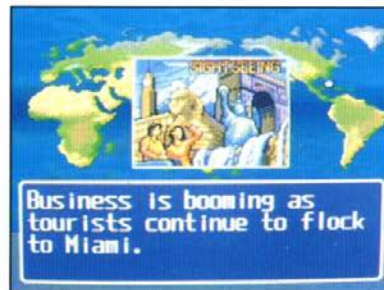 SIGHTSEEING
Business is booming as
tourists continue to flock
to Miami.